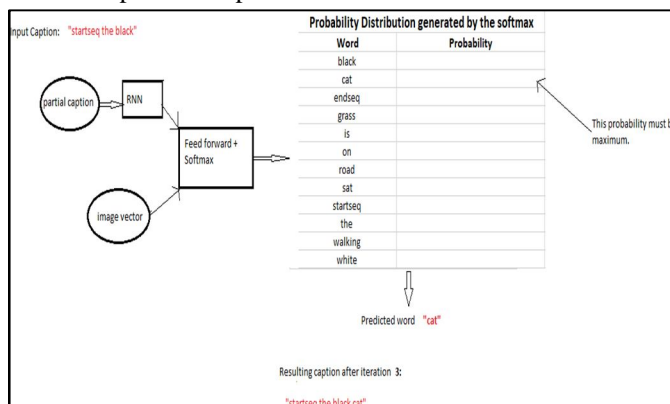 Input Caption: "startseq the black"
Probability Distribution generated by the softmax
Word Probability
black
cat
endseq
grass
is
on
road
sat
startseq
the
walking
white
partial caption
RNN
Feed forward +
Softmax
image vector
This probability must be
maximum.
Predicted word "cat"
Resulting caption after iteration 3:
"startseq the black cat"